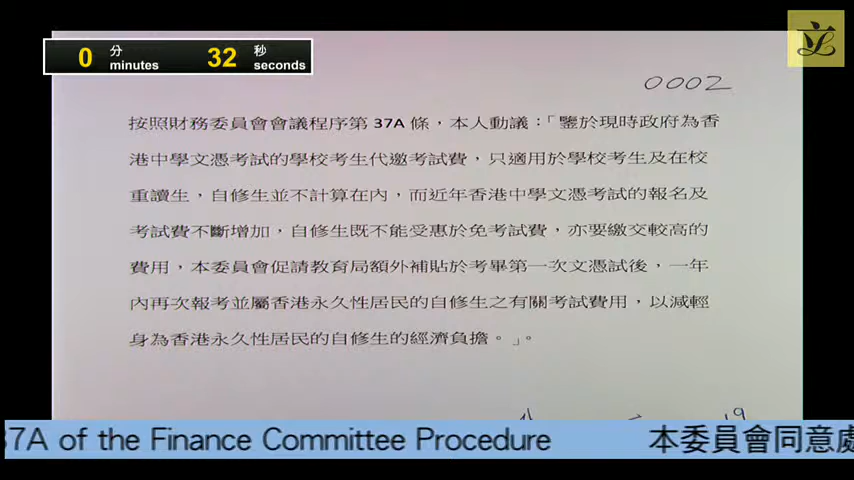 0 分 minutes 32 秒 seconds
立
0002
按照財務委員會會議程序第 37A 條，本人動議：「鑒於現時政府為香
港中學文憑考試的學校考生代邀考試費，只適用於學校考生及在校
重讀生，自修生並不計算在內，而近年香港中學文憑考試的報名及
考試費不斷增加，自修生既不能受惠於免考試費，亦要繳交較高的
費用，本委員會促請教育局額外補貼於考畢第一次文憑試後，一年
內再次報考並屬香港永久性居民的自修生之有關考試費用，以減輕
身為香港永久性居民的自修生的經濟負擔。」。
37A of the Finance Committee Procedure 本委員會同意處